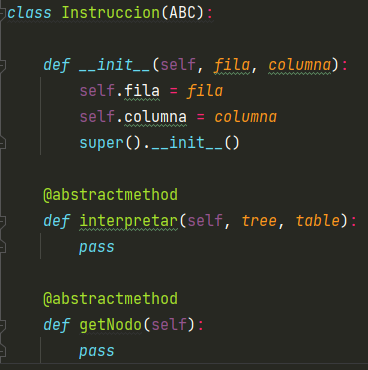 class Instruccion(ABC):
def __init__(self, fila, columna):
self.fila = fila
self.columna = columna
super().__init__()
@abstractmethod
def interpretar(self, tree, table):
pass
@abstractmethod
def getNodo(self):
pass